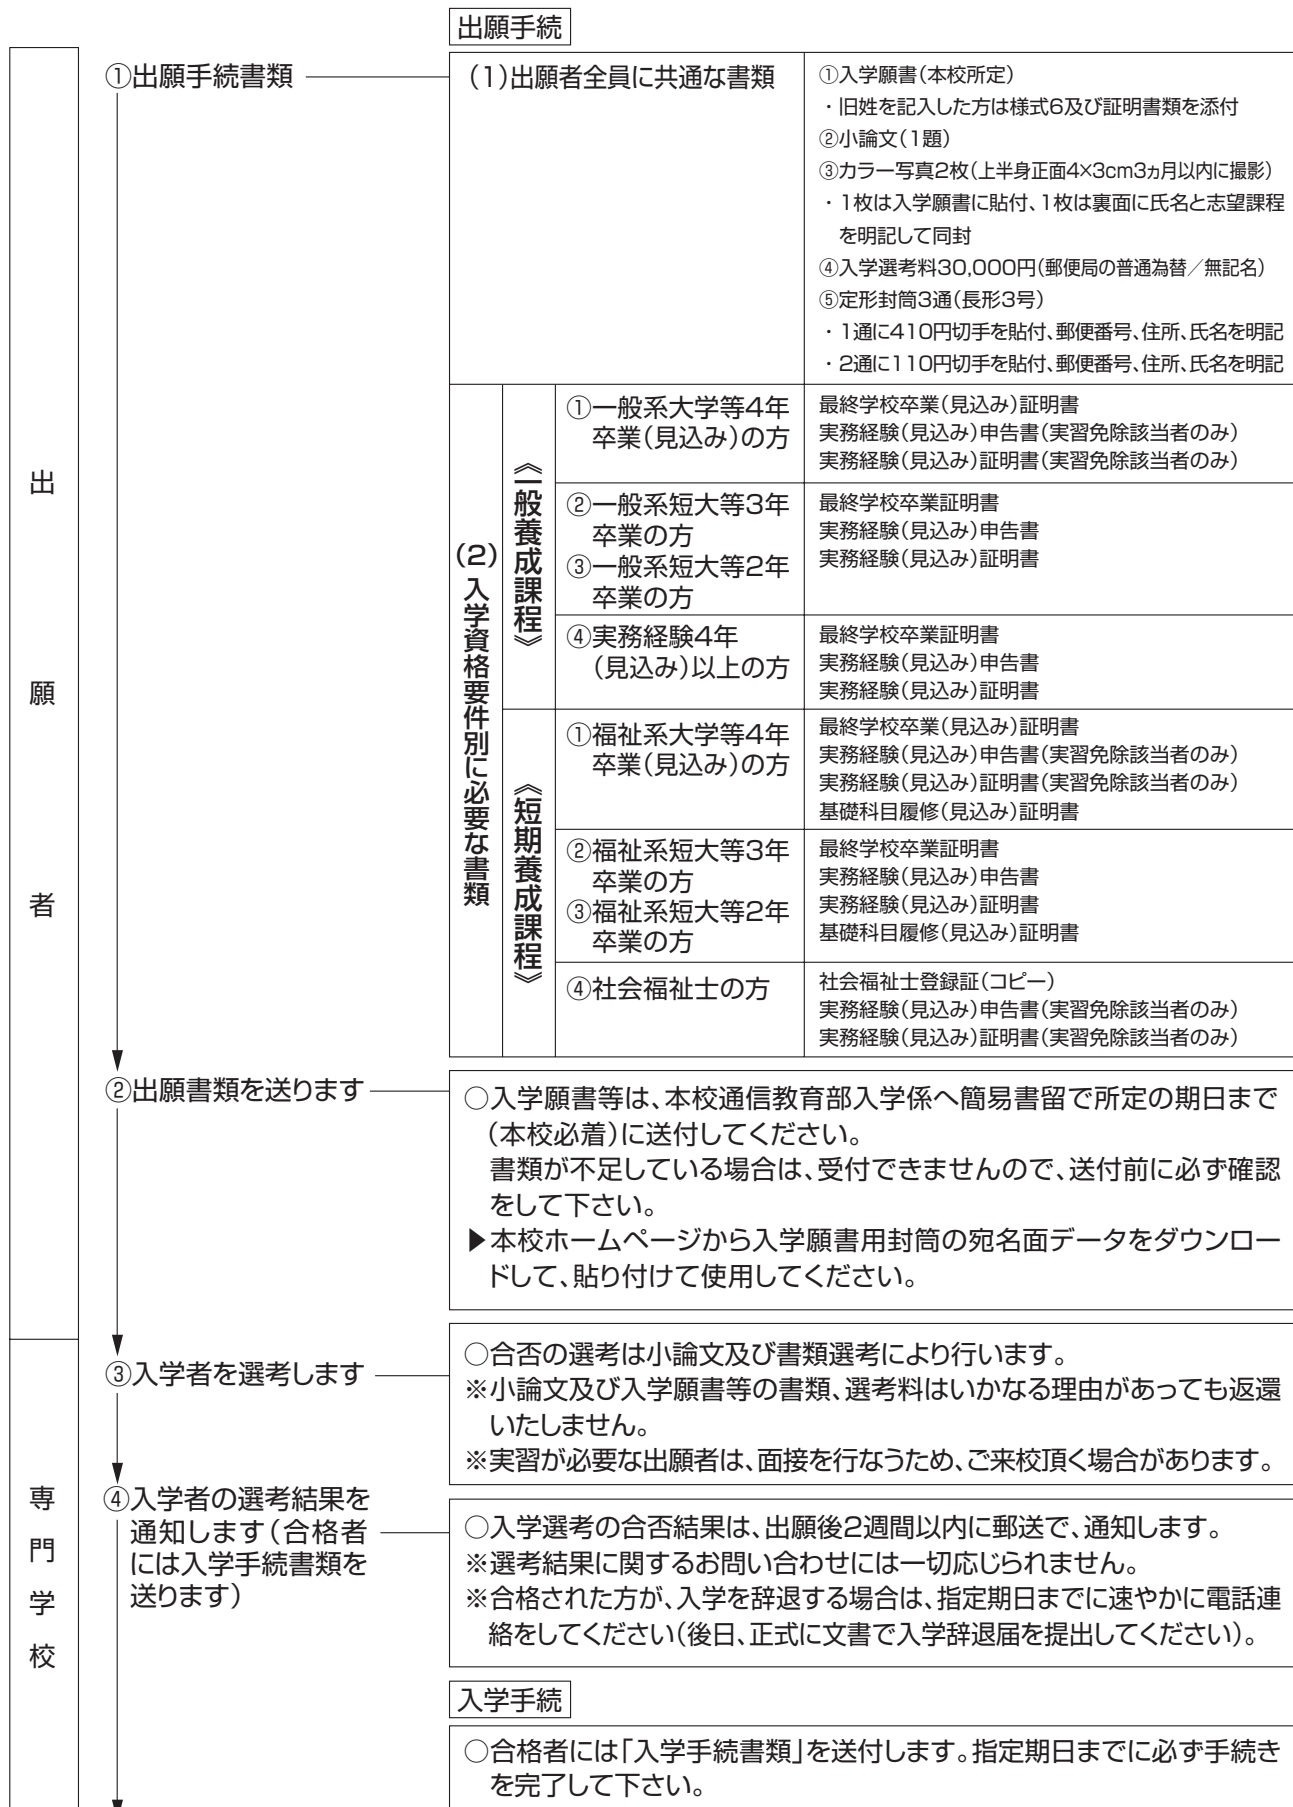 出願手続
出願者
①出願手続書類
(1)出願者全員に共通な書類
①入学願書(本校所定)
・旧姓を記入した方は様式6及び証明書類を添付
②小論文(1題)
③カラー写真2枚(上半身正面4×3cm3ヵ月以内に撮影)
・1枚は入学願書に貼付、1枚は裏面に氏名と志望課程
を明記して同封
④入学選考料30,000円(郵便局の普通為替／無記名)
⑤定形封筒3通(長形3号)
・1通に410円切手を貼付、郵便番号、住所、氏名を明記
・2通に110円切手を貼付、郵便番号、住所、氏名を明記
(2)入学資格要件別に必要な書類
《一般養成課程》
①一般系大学等4年
卒業(見込み)の方
最終学校卒業(見込み)証明書
実務経験(見込み)申告書(実習免除該当者のみ)
実務経験(見込み)証明書(実習免除該当者のみ)
②一般系短大等3年
卒業の方
③一般系短大等2年
卒業の方
最終学校卒業証明書
実務経験(見込み)申告書
実務経験(見込み)証明書
④実務経験4年
(見込み)以上の方
最終学校卒業証明書
実務経験(見込み)申告書
実務経験(見込み)証明書
《短期養成課程》
①福祉系大学等4年
卒業(見込み)の方
最終学校卒業(見込み)証明書
実務経験(見込み)申告書(実習免除該当者のみ)
実務経験(見込み)証明書(実習免除該当者のみ)
基礎科目履修(見込み)証明書
②福祉系短大等3年
卒業の方
③福祉系短大等2年
卒業の方
最終学校卒業証明書
実務経験(見込み)申告書
実務経験(見込み)証明書
基礎科目履修(見込み)証明書
④社会福祉士の方
社会福祉士登録証(コピー)
実務経験(見込み)申告書(実習免除該当者のみ)
実務経験(見込み)証明書(実習免除該当者のみ)
②出願書類を送ります
○入学願書等は、本校通信教育部入学係へ簡易書留で所定の期日まで
(本校必着)に送付してください。
書類が不足している場合は、受付できませんので、送付前に必ず確認
をして下さい。
▶本校ホームページから入学願書用封筒の宛名面データをダウンロー
ドして、貼り付けて使用してください。
専門学校
③入学者を選考します
○合否の選考は小論文及び書類選考により行います。
※小論文及び入学願書等の書類、選考料はいかなる理由があっても返還
いたしません。
※実習が必要な出願者は、面接を行なうため、ご来校頂く場合があります。
④入学者の選考結果を
通知します(合格者
には入学手続書類を
送ります)
○入学選考の合否結果は、出願後2週間以内に郵送で、通知します。
※選考結果に関するお問い合わせには一切応じられません。
※合格された方が、入学を辞退する場合は、指定期日までに速やかに電話連
絡をしてください(後日、正式に文書で入学辞退届を提出してください)。
入学手続
○合格者には「入学手続書類」を送付します。指定期日までに必ず手続き
を完了して下さい。